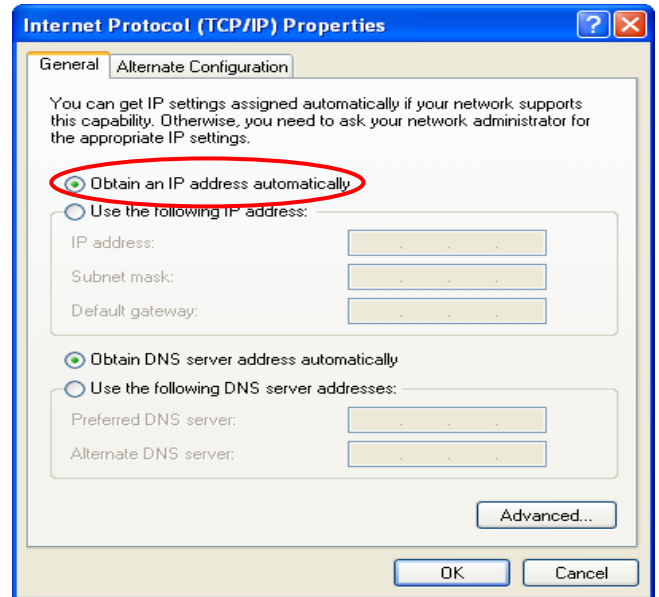 Internet Protocol (TCP/IP) Properties
General
Alternate Configuration
You can get IP settings assigned automatically if your network supports
this capability. Otherwise, you need to ask your network administrator for
the appropriate IP settings.
Obtain an IP address automatically
Use the following IP address:
IP address:
Subnet mask:
Default gateway:
Obtain DNS server address automatically
Use the following DNS server addresses:
Preferred DNS server:
Alternate DNS server:
Advanced...
OK
Cancel